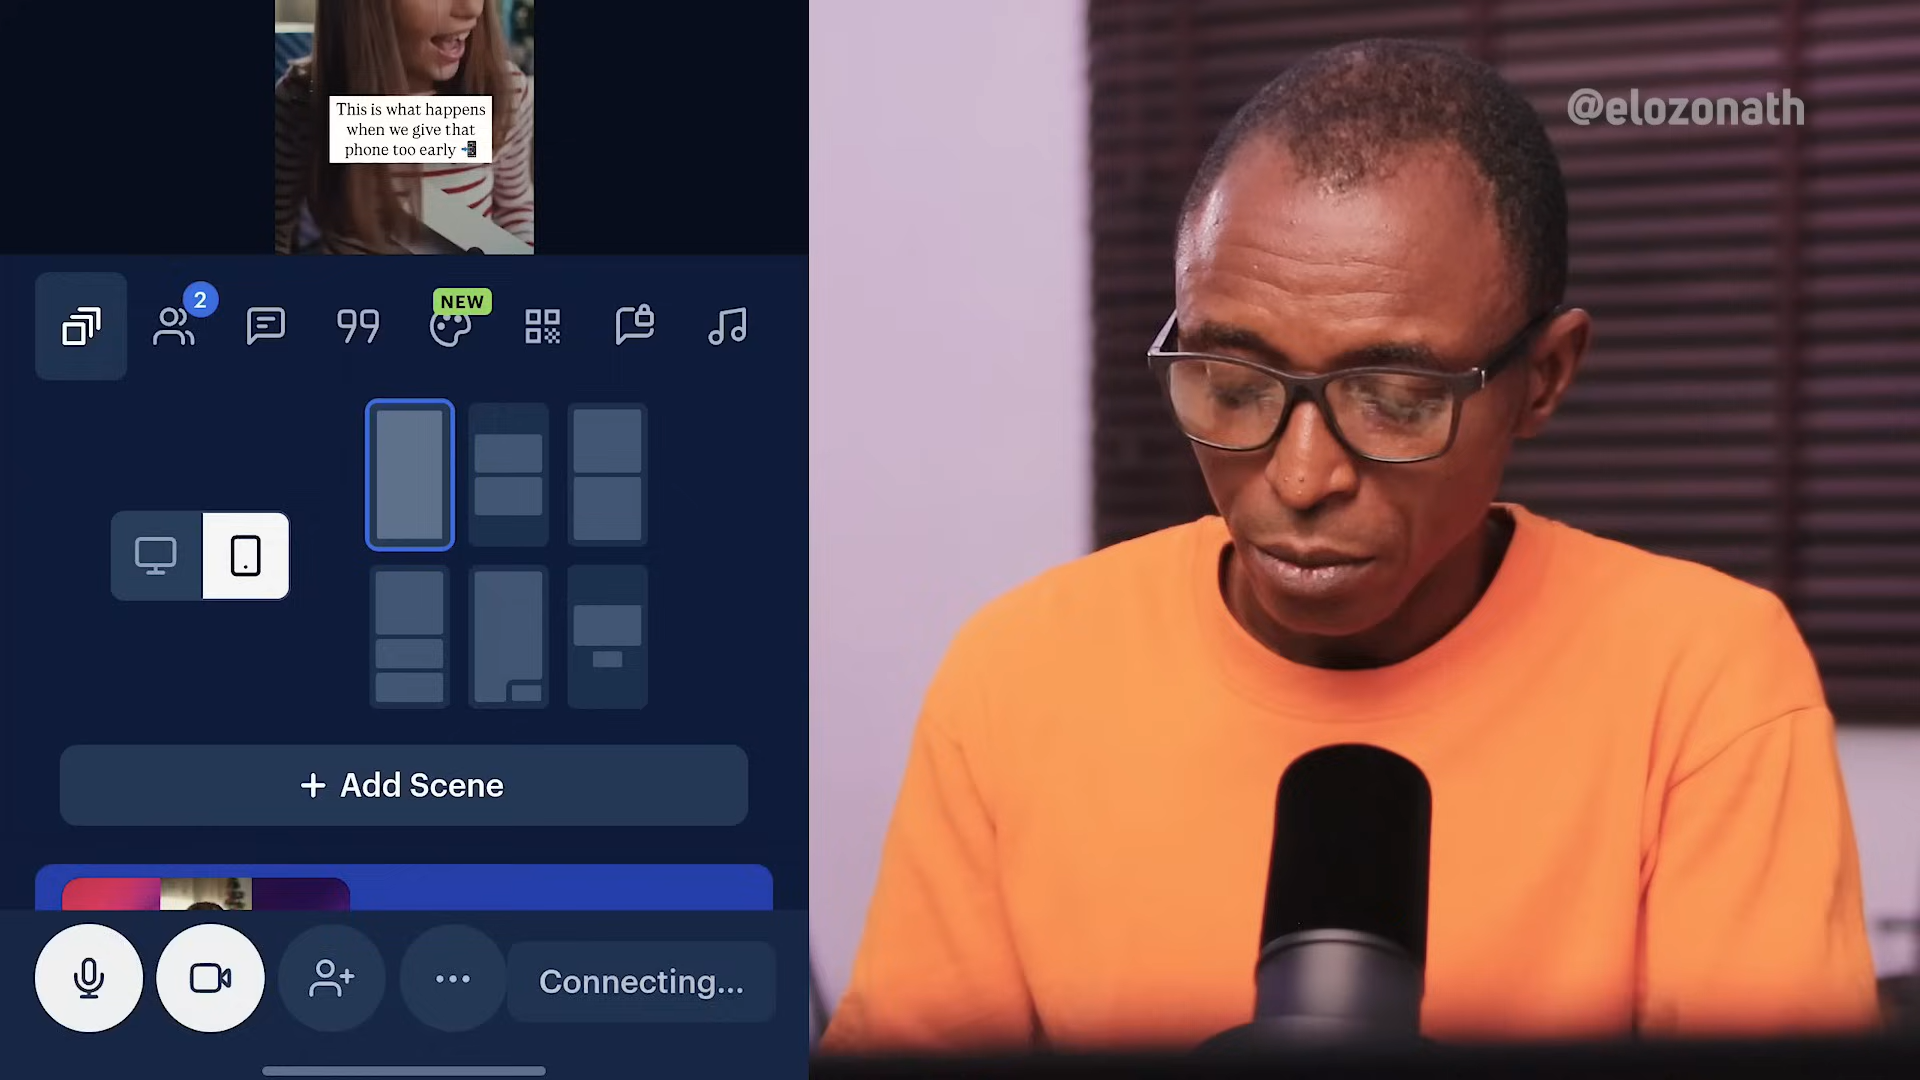 This is what happens
when we give that
phone too early 📲
@elozonath
2
NEW
+ Add Scene
Connecting...